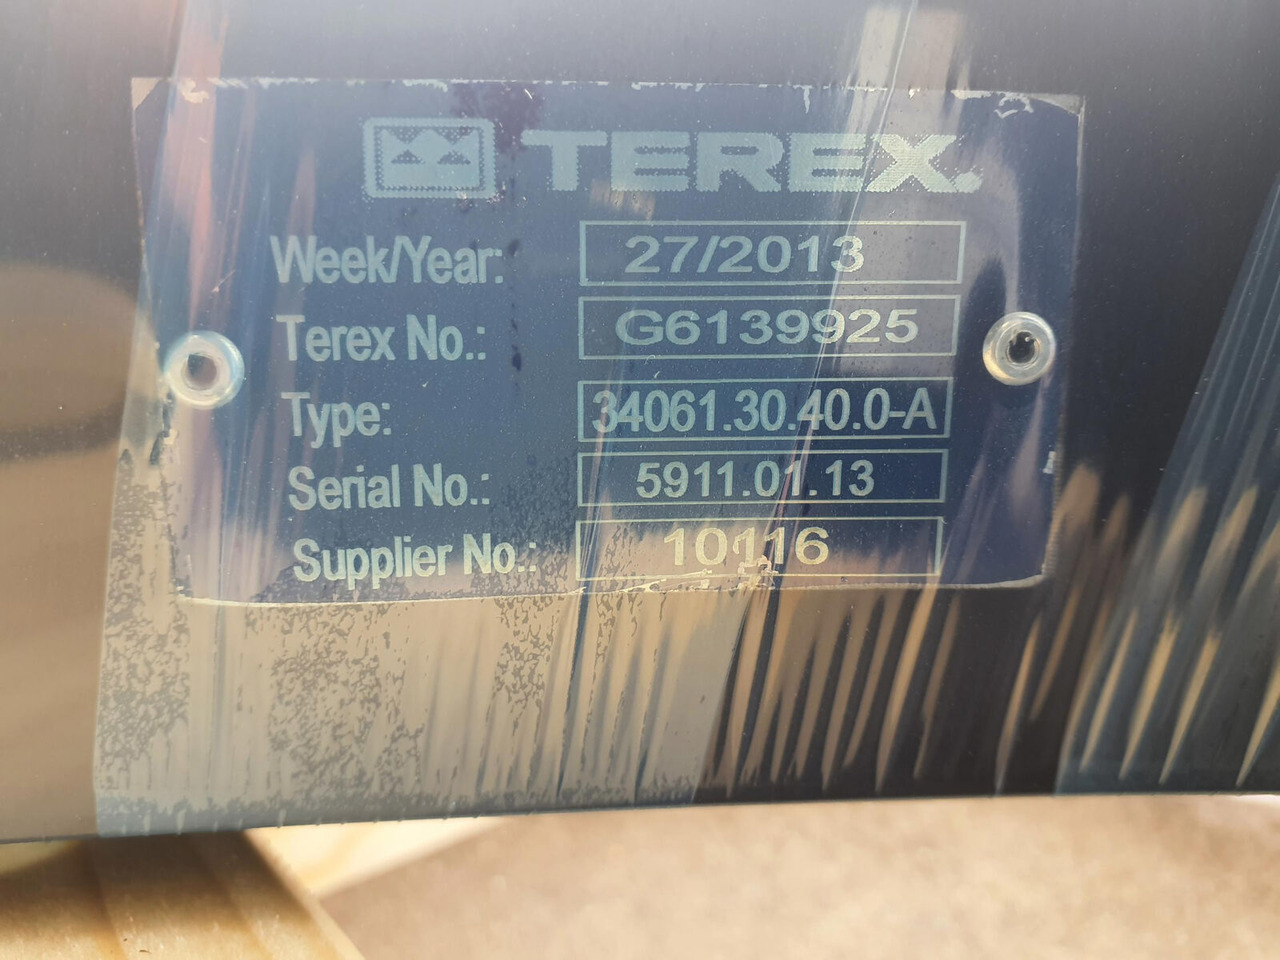 TEREX.
Week/Year: 27/2013
Terex No.: G6139925
Type: 34061.30.40.0-A
Serial No.: 5911.01.13
Supplier No.: 10116